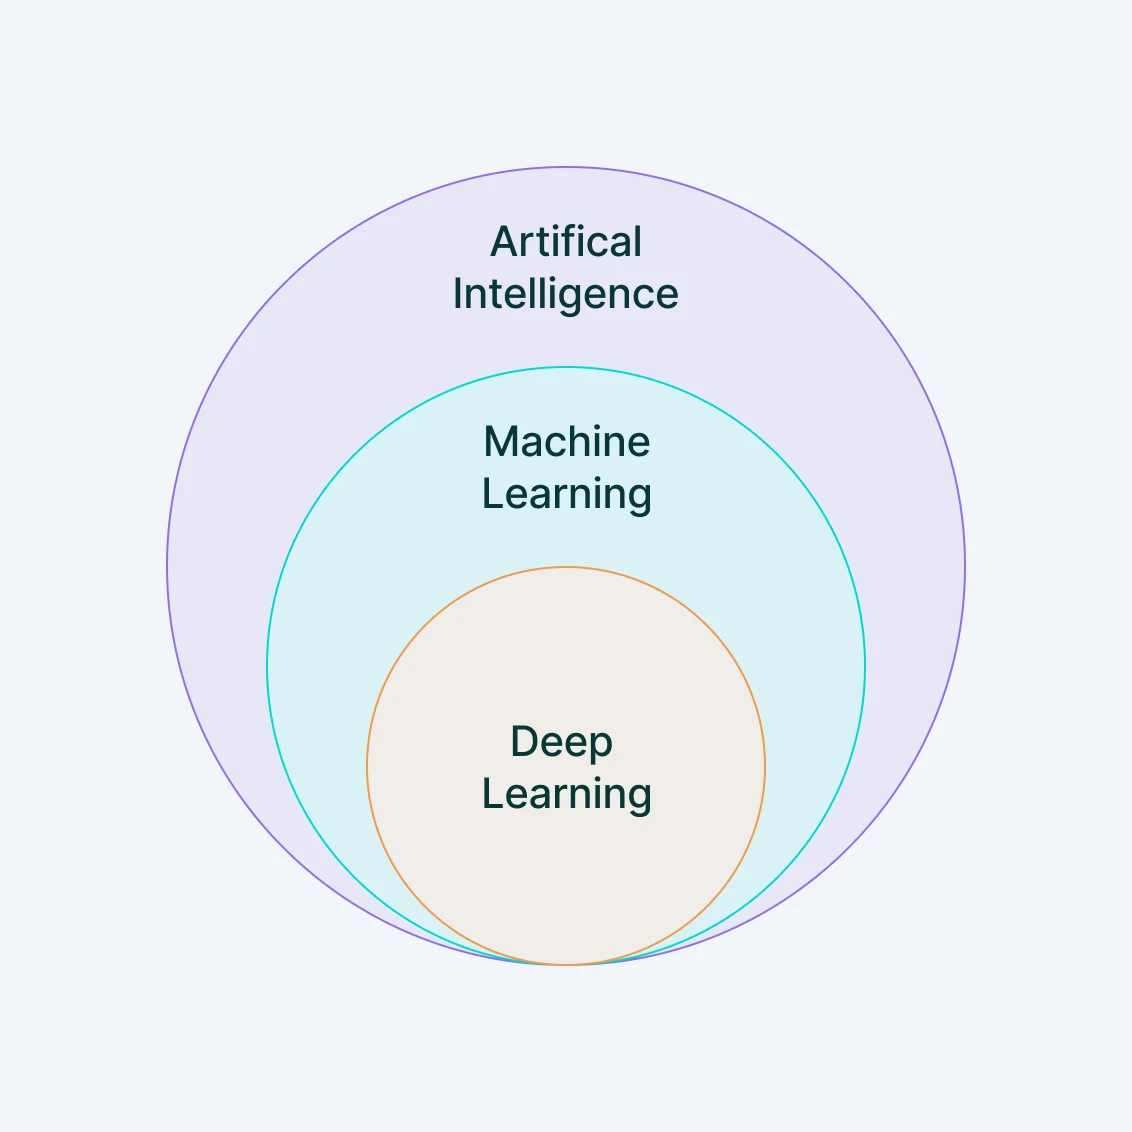 Artifical
Intelligence
Machine
Learning
Deep
Learning